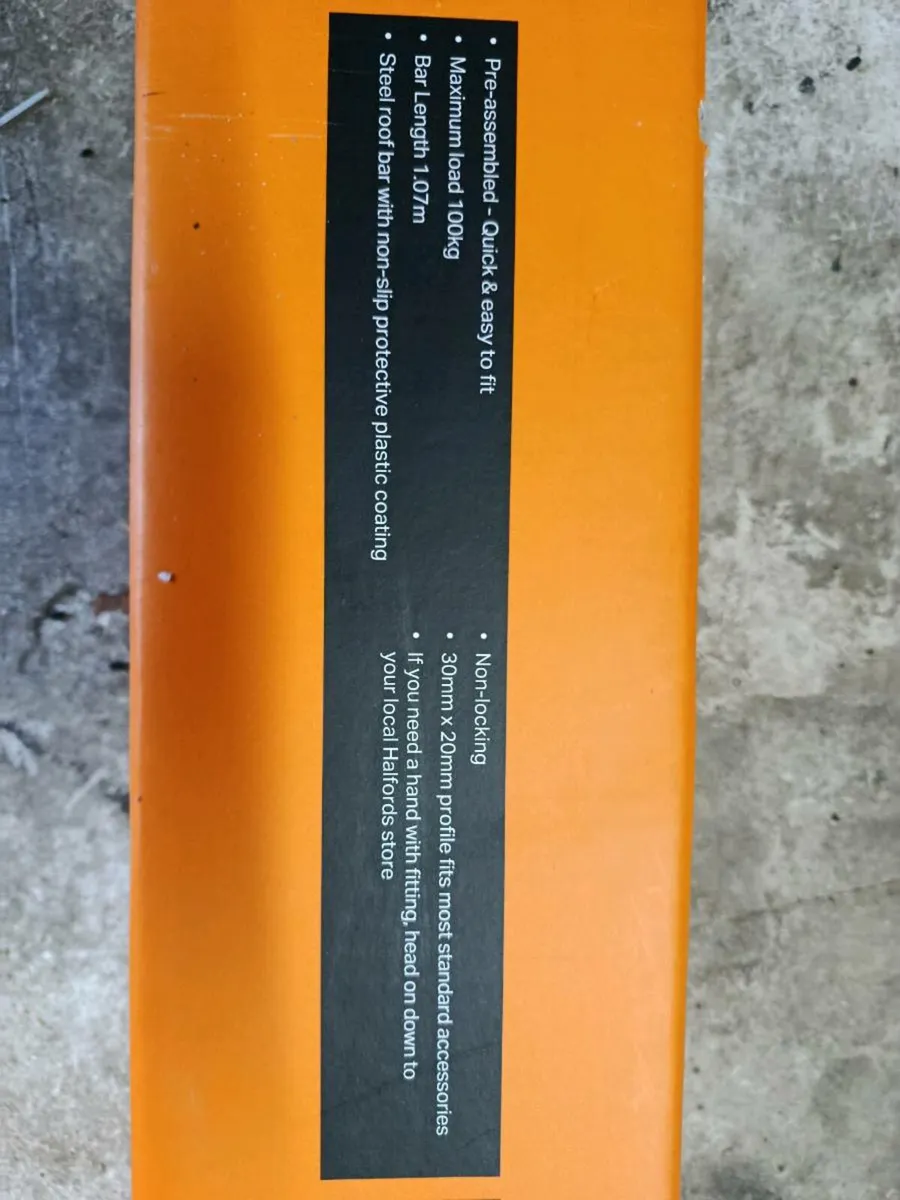 • Pre-assembled - Quick & easy to fit
• Maximum load 100kg
• Bar Length 1.07m
• Steel roof bar with non-slip protective plastic coating
• Non-locking
• 30mm x 20mm profile fits most standard accessories
• If you need a hand with fitting, head on down to
your local Halfords store